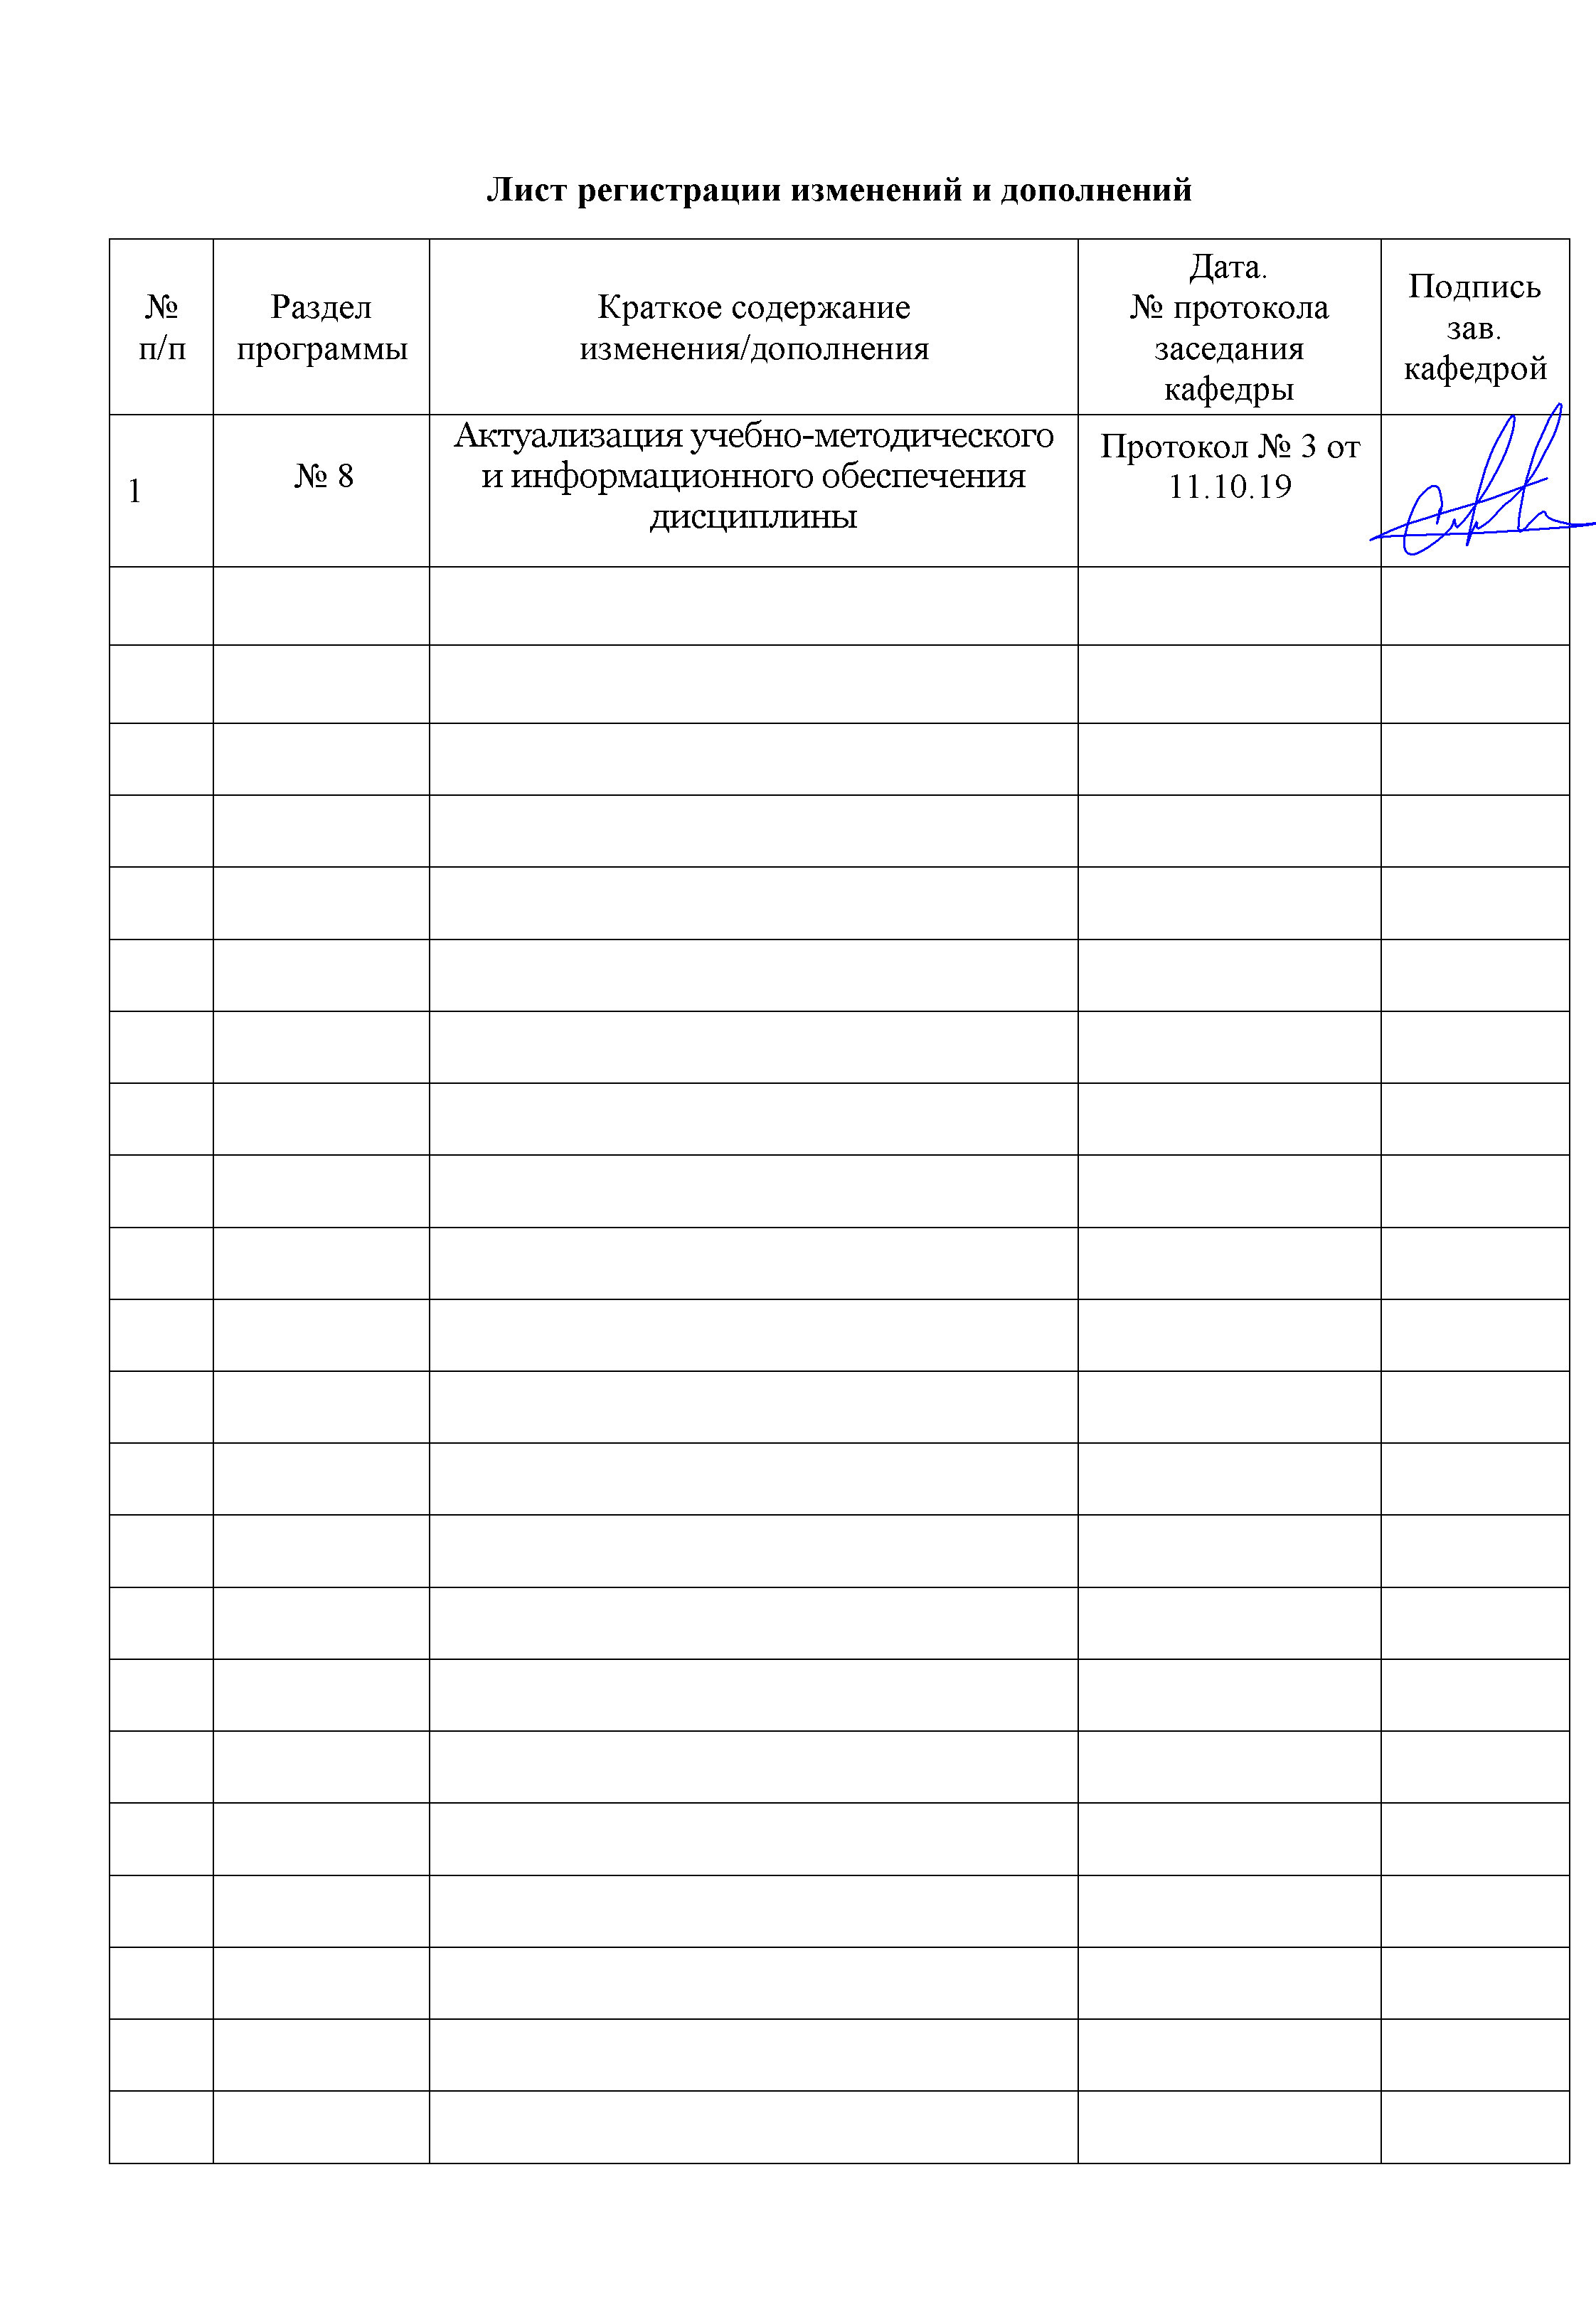 Лист регистрации изменений и дополнений
№
п/п
Раздел
программы
Краткое содержание
изменения/дополнения
Дата.
№ протокола
заседания
кафедры
Подпись
зав.
кафедрой
1
№ 8
Актуализация учебно-методического
и информационного обеспечения
дисциплины
Протокол № 3 от
11.10.19